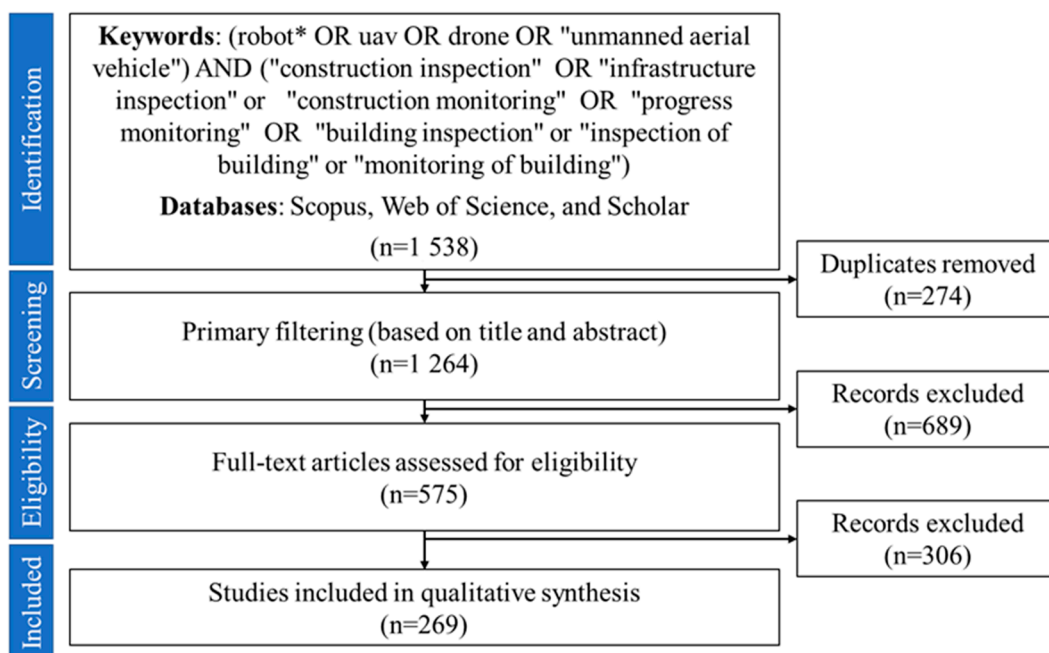 Identification
Keywords: (robot* OR uav OR drone OR "unmanned aerial
vehicle") AND ("construction inspection" OR "infrastructure
inspection" or "construction monitoring" OR "progress
monitoring" OR "building inspection" or "inspection of
building" or "monitoring of building")
Databases: Scopus, Web of Science, and Scholar
(n=1 538)
Duplicates removed
(n=274)
Screening
Primary filtering (based on title and abstract)
(n=1 264)
Records excluded
(n=689)
Eligibility
Full-text articles assessed for eligibility
(n=575)
Records excluded
(n=306)
Included
Studies included in qualitative synthesis
(n=269)